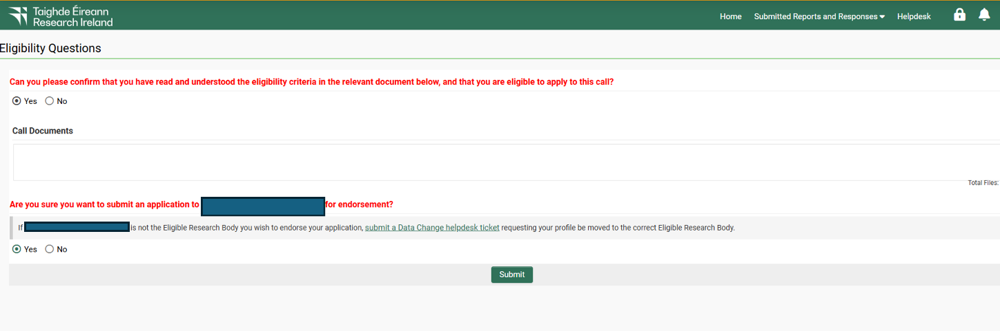 Taighde Éireann
Research Ireland
Home Submitted Reports and Responses Helpdesk
Eligibility Questions
Can you please confirm that you have read and understood the eligibility criteria in the relevant document below, and that you are eligible to apply to this call?
Yes No
Call Documents
Total Files:
Are you sure you want to submit an application to for endorsement?
If is not the Eligible Research Body you wish to endorse your application, submit a Data Change helpdesk ticket requesting your profile be moved to the correct Eligible Research Body.
Yes No
Submit